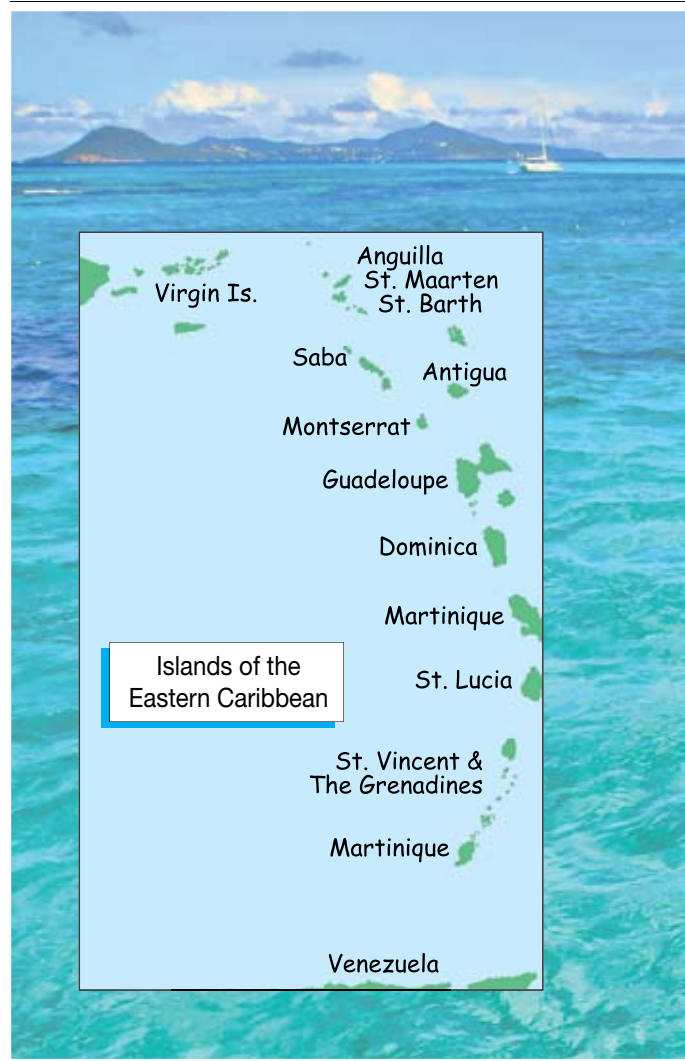 Anguilla
St. Maarten
St. Barth
Virgin Is.
Saba
Antigua
Montserrat
Guadeloupe
Dominica
Martinique
Islands of the
Eastern Caribbean
St. Lucia
St. Vincent &
The Grenadines
Martinique
Venezuela